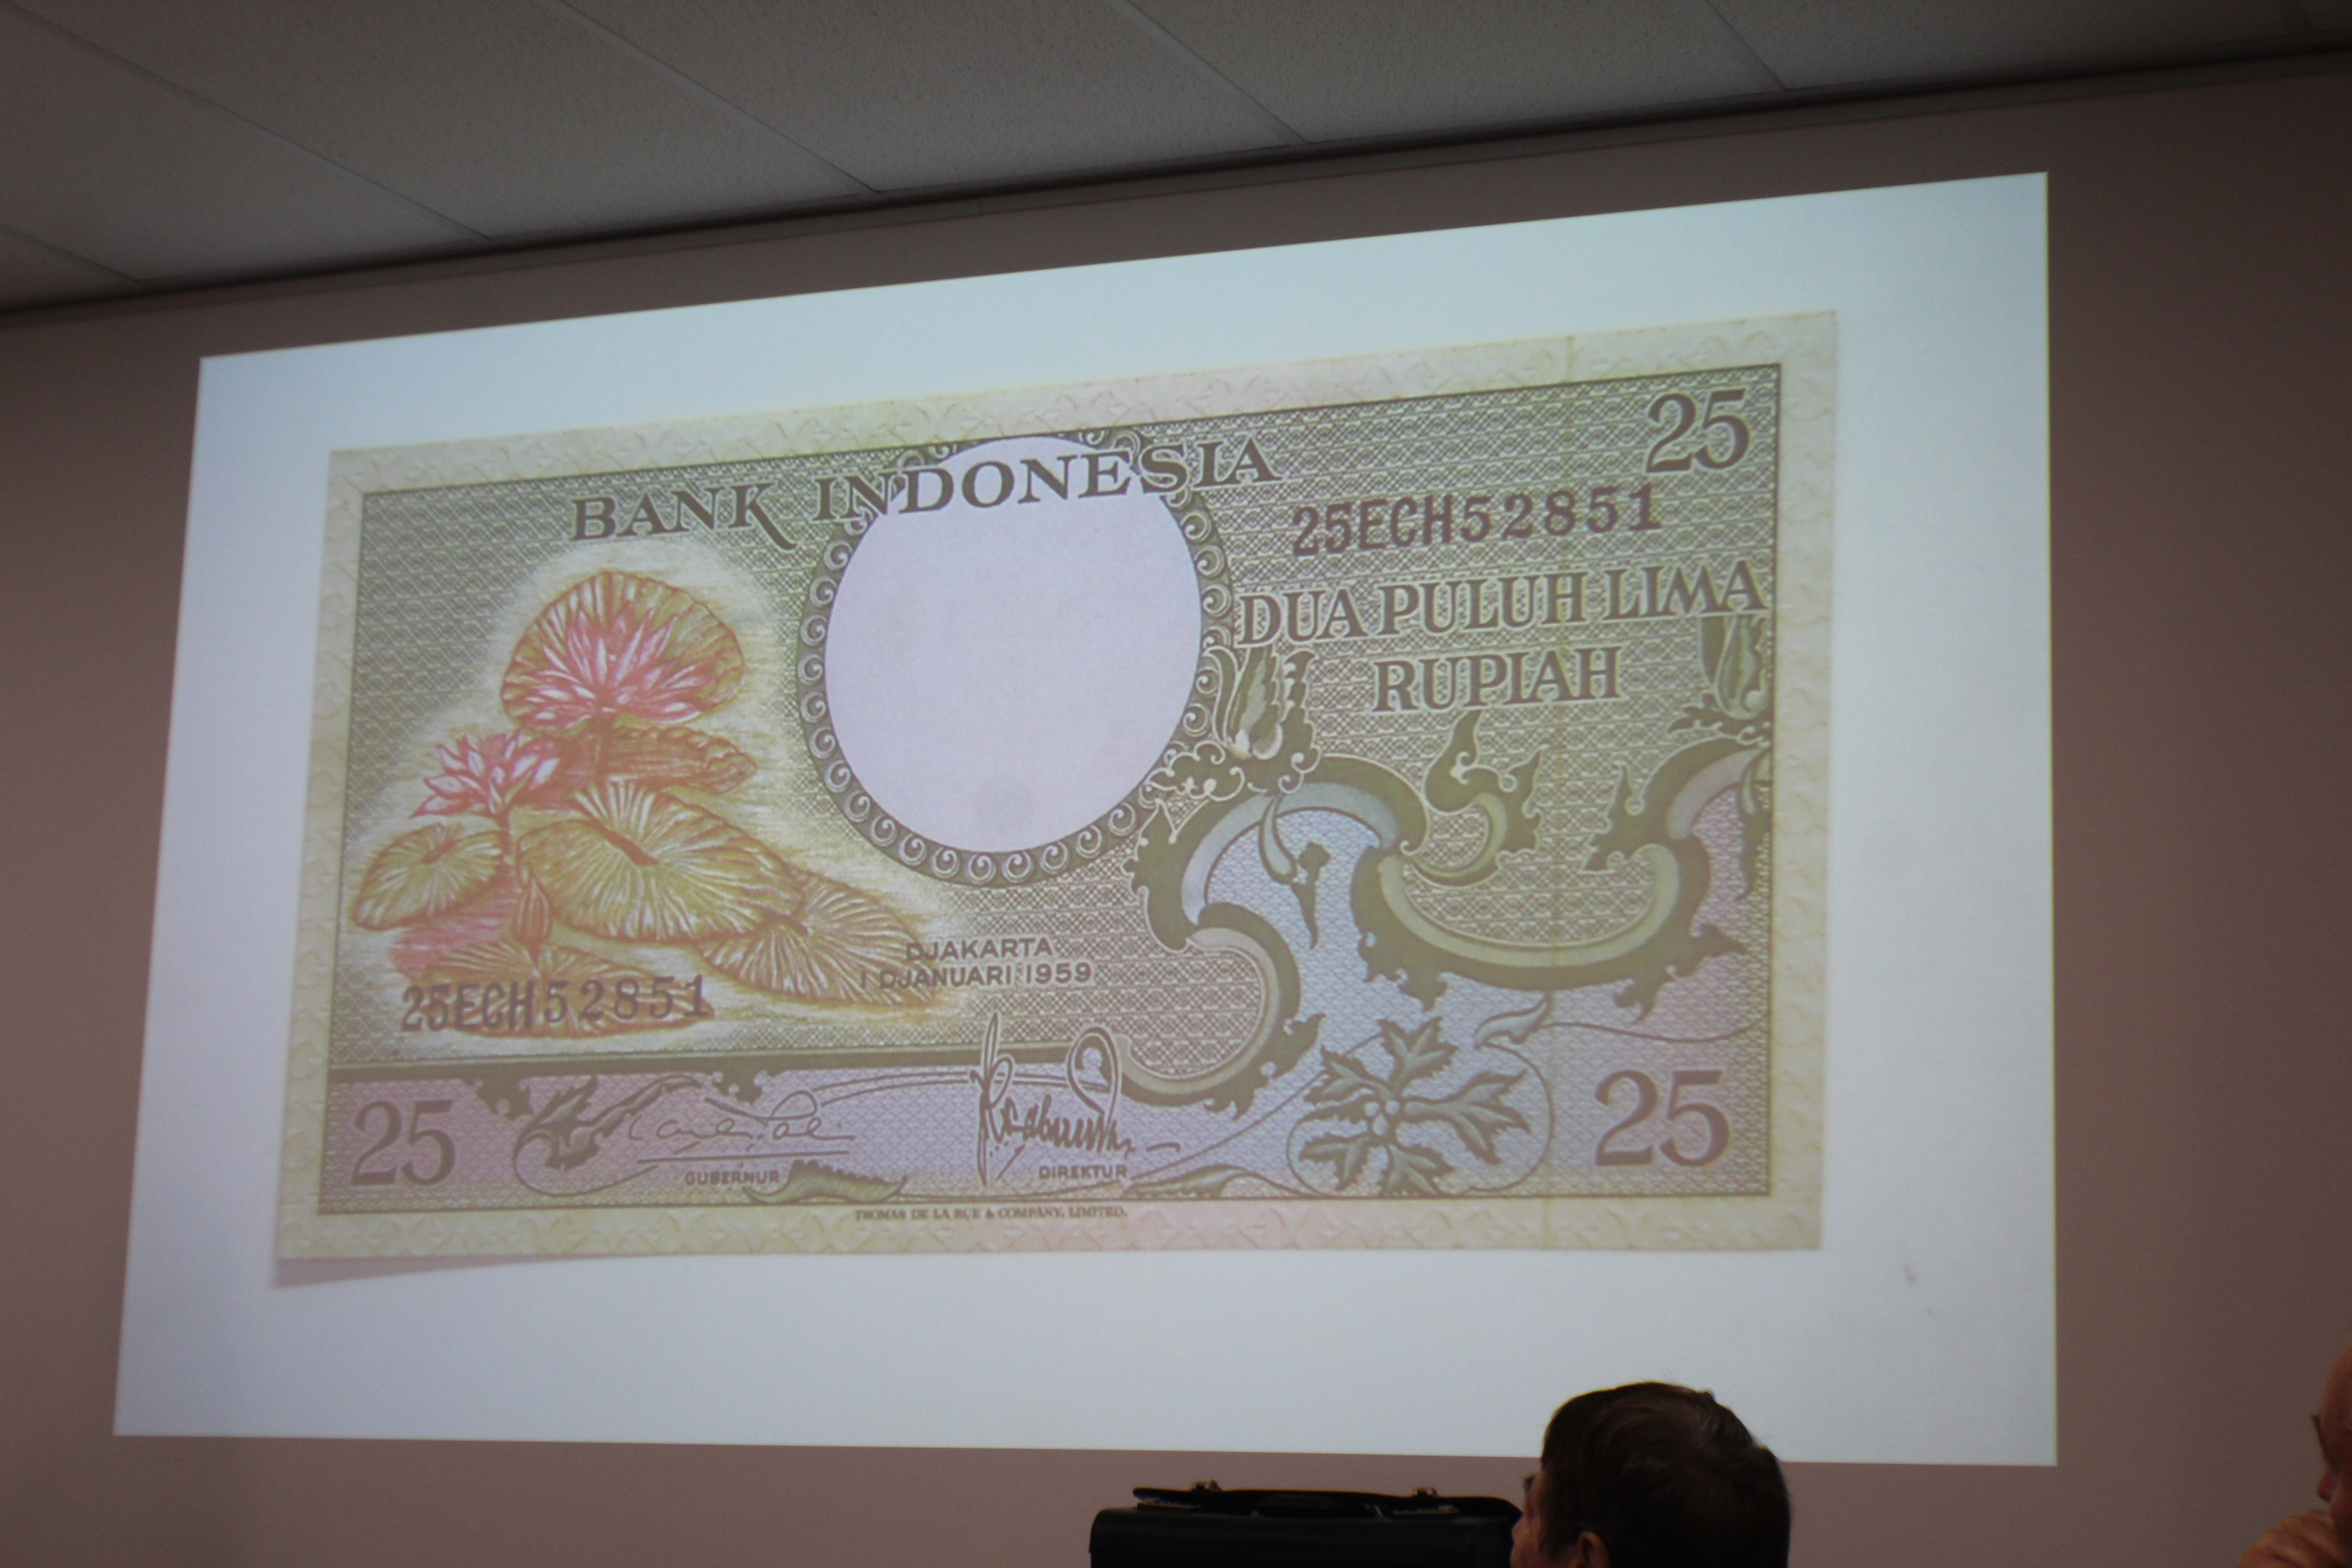 BANK INDONESIA
25
25ECH52851
DUA PULUH LIMA
RUPIAH
DJAKARTA
1 DJANUARI 1959
25ECH52851
25
GUBERNUR
DIREKTUR
25
THOMAS DE LA RUE & COMPANY, LIMITED.